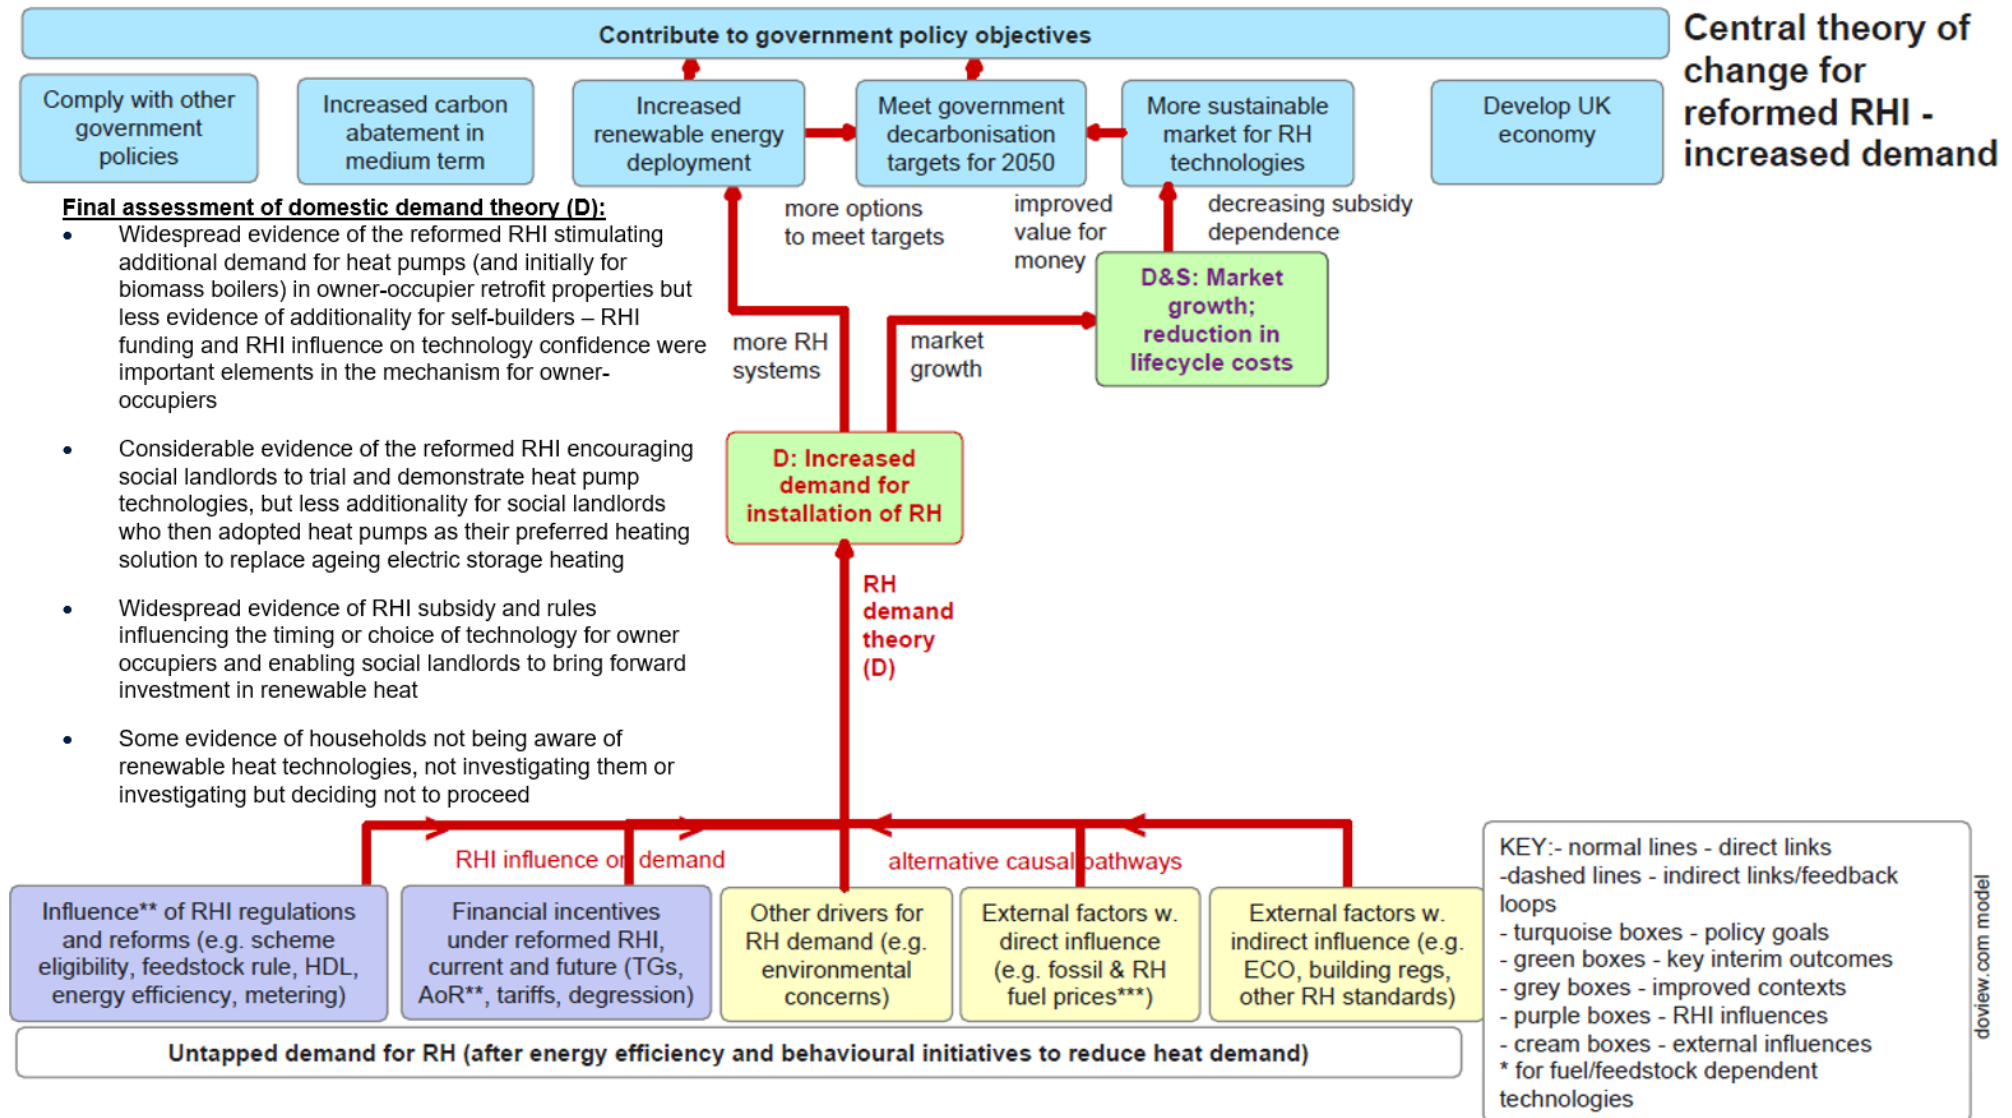 Contribute to government policy objectives
Central theory of
change for
reformed RHI -
increased demand
Comply with other
government
policies
Increased carbon
abatement in
medium term
Increased
renewable energy
deployment
Meet government
decarbonisation
targets for 2050
More sustainable
market for RH
technologies
Develop UK
economy
more options
to meet targets
improved
value for
money
decreasing subsidy
dependence
Final assessment of domestic demand theory (D):
• Widespread evidence of the reformed RHI stimulating
additional demand for heat pumps (and initially for
biomass boilers) in owner-occupier retrofit properties but
less evidence of additionality for self-builders – RHI
funding and RHI influence on technology confidence were
important elements in the mechanism for owner-
occupiers
• Considerable evidence of the reformed RHI encouraging
social landlords to trial and demonstrate heat pump
technologies, but less additionality for social landlords
who then adopted heat pumps as their preferred heating
solution to replace ageing electric storage heating
• Widespread evidence of RHI subsidy and rules
influencing the timing or choice of technology for owner
occupiers and enabling social landlords to bring forward
investment in renewable heat
• Some evidence of households not being aware of
renewable heat technologies, not investigating them or
investigating but deciding not to proceed
D&S: Market
growth;
reduction in
lifecycle costs
more RH
systems
market
growth
D: Increased
demand for
installation of RH
RH
demand
theory
(D)
RHI influence on demand
alternative causal pathways
Influence** of RHI regulations
and reforms (e.g. scheme
eligibility, feedstock rule, HDL,
energy efficiency, metering)
Financial incentives
under reformed RHI,
current and future (TGs,
AoR**, tariffs, degression)
Other drivers for
RH demand (e.g.
environmental
concerns)
External factors w.
direct influence
(e.g. fossil & RH
fuel prices***)
External factors w.
indirect influence (e.g.
ECO, building regs,
other RH standards)
Untapped demand for RH (after energy efficiency and behavioural initiatives to reduce heat demand)
KEY:- normal lines - direct links
-dashed lines - indirect links/feedback
loops
- turquoise boxes - policy goals
- green boxes - key interim outcomes
- grey boxes - improved contexts
- purple boxes - RHI influences
- cream boxes - external influences
* for fuel/feedstock dependent
technologies
doview.com model